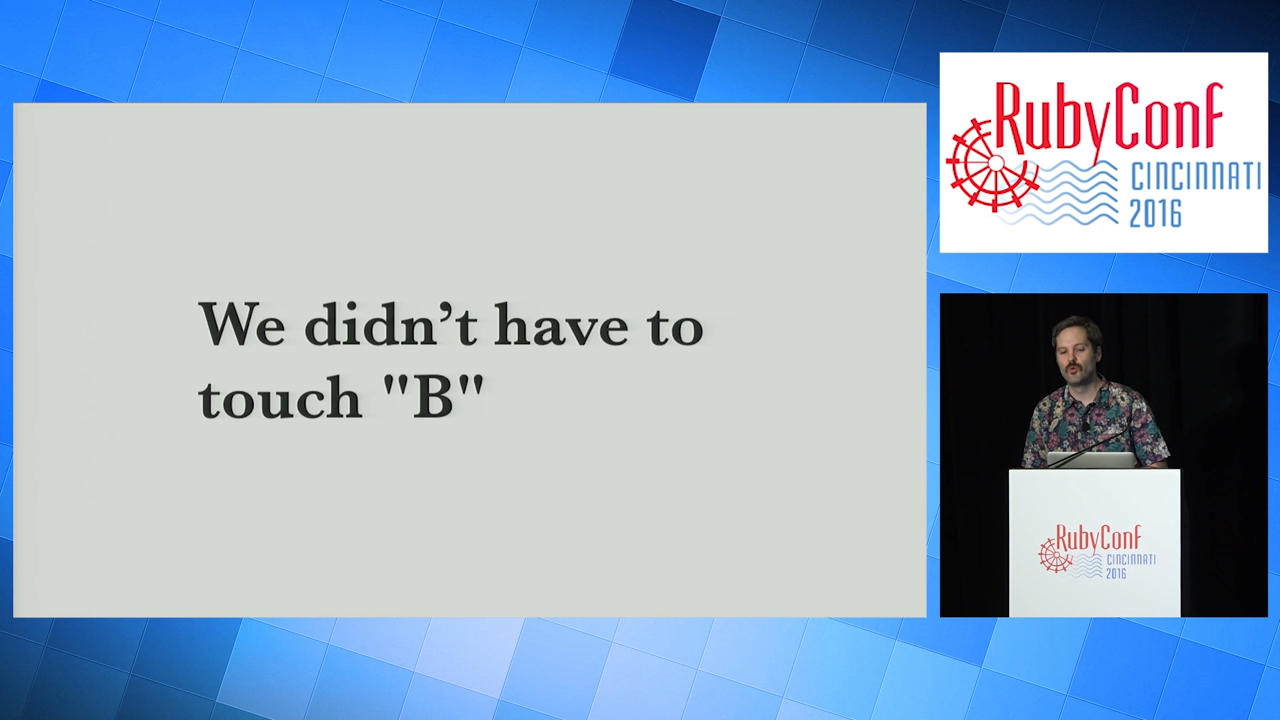 We didn’t have to
touch "B"
RubyConf
CINCINNATI
2016
RubyConf
CINCINNATI
2016